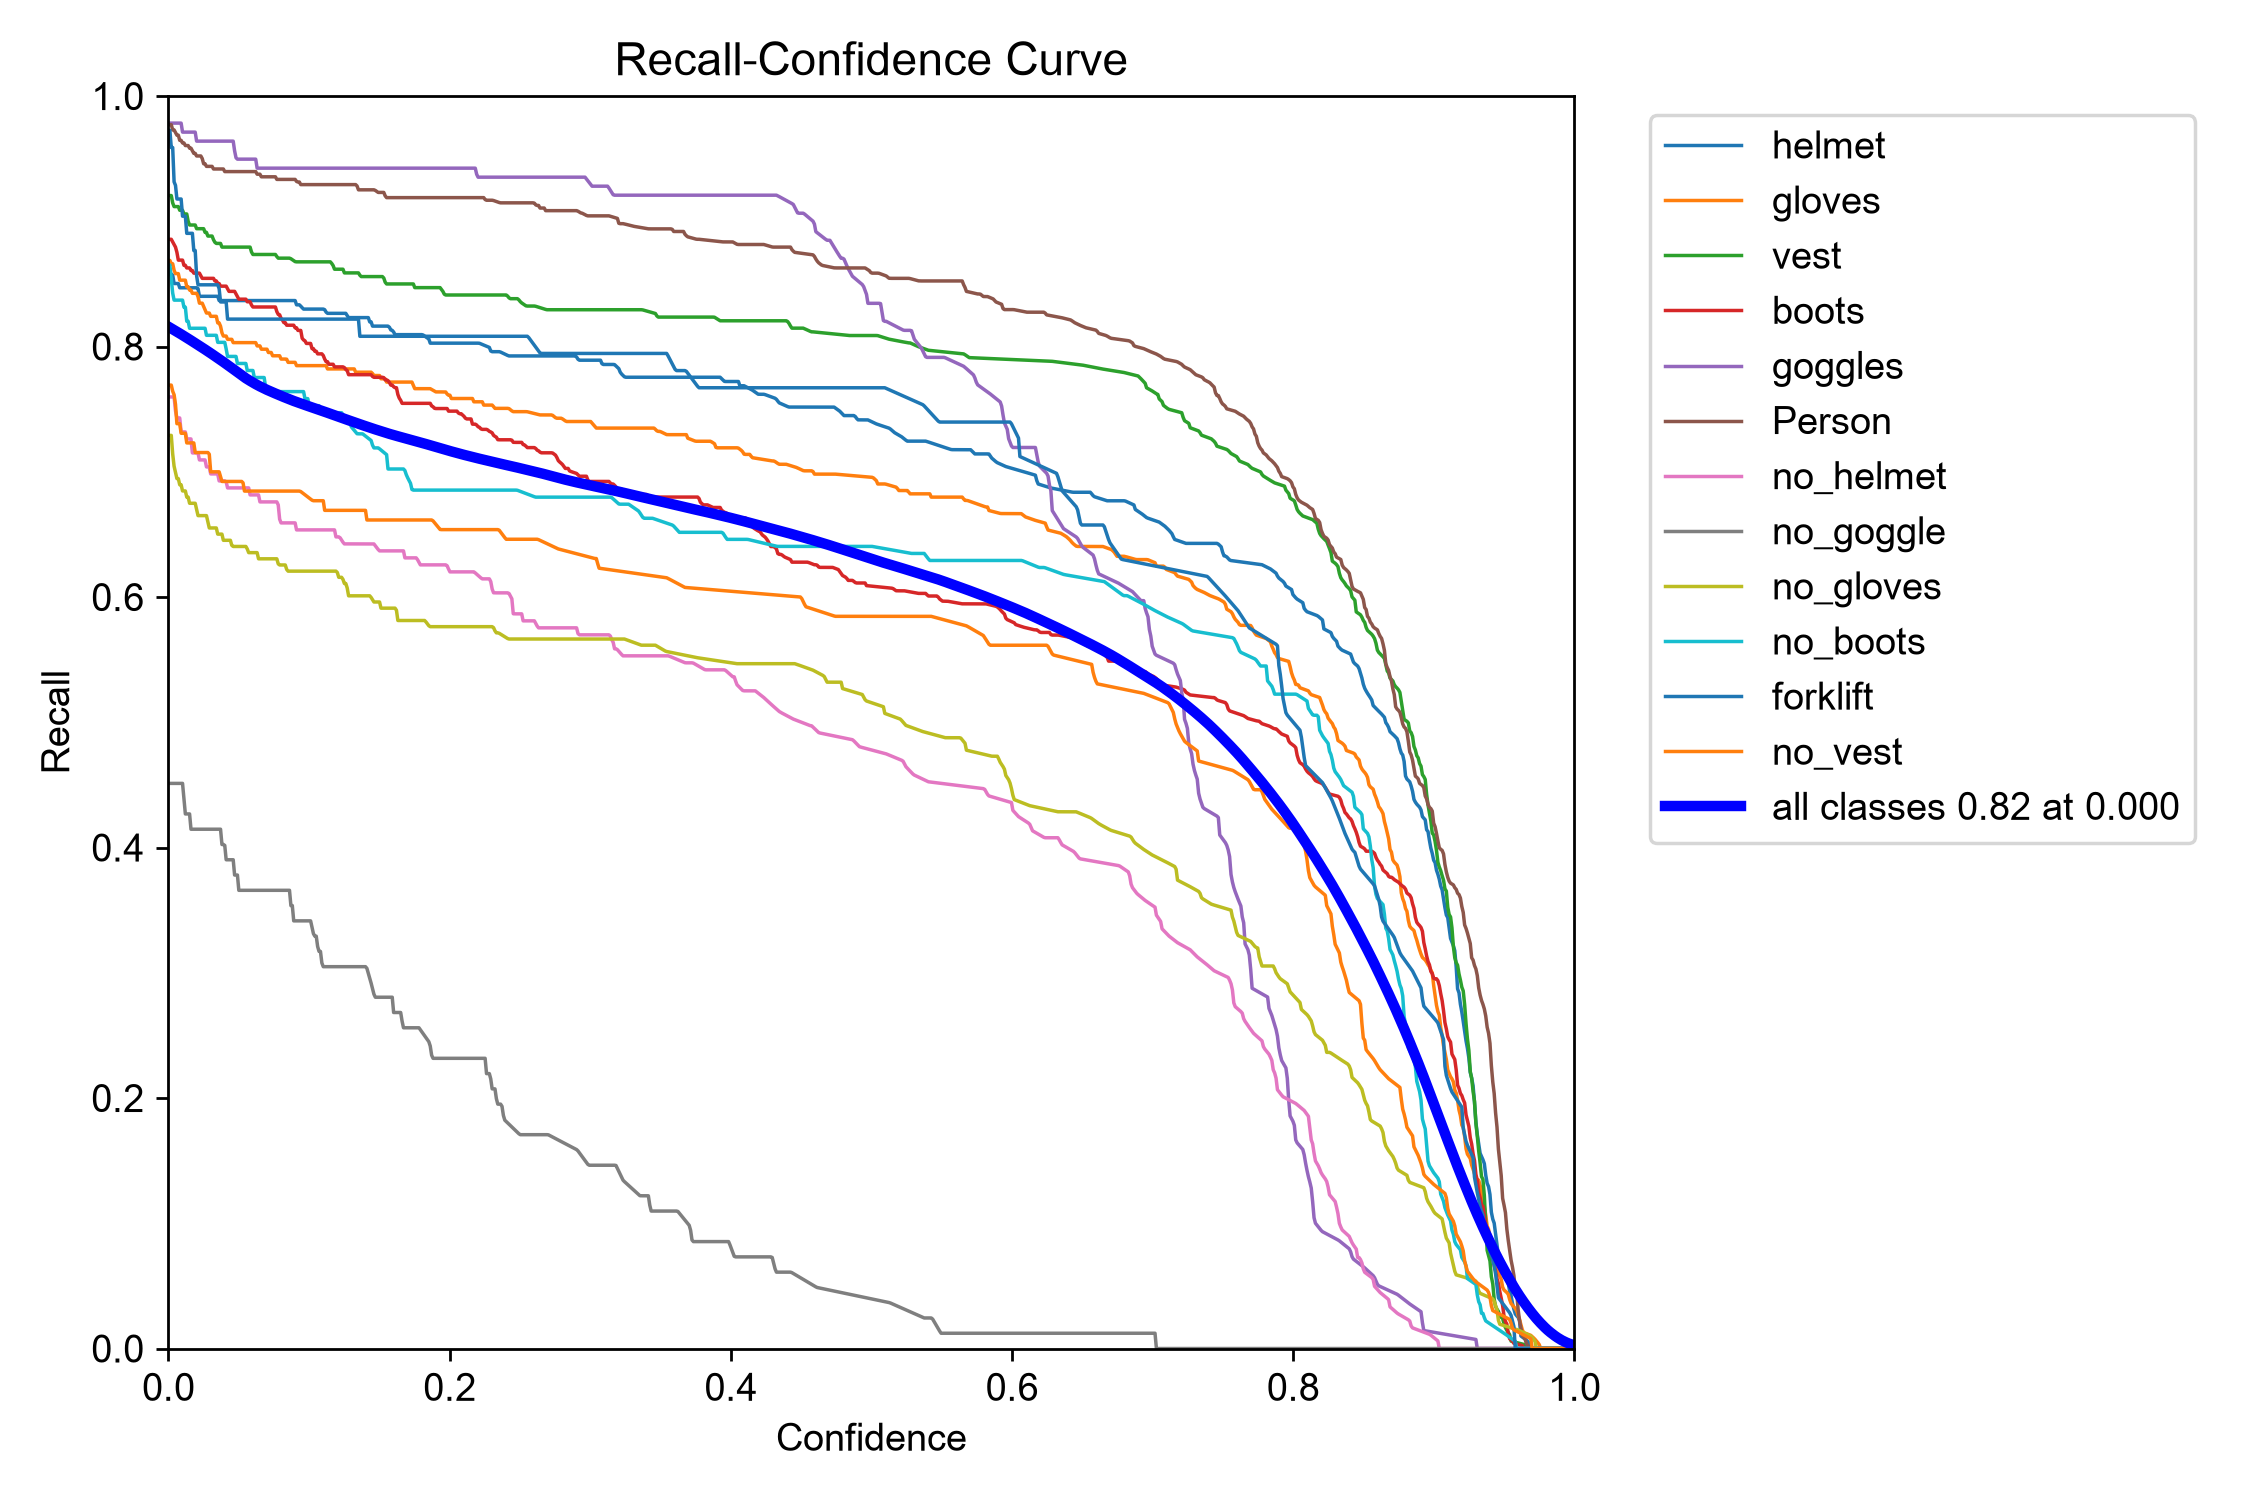 Recall-Confidence Curve
1.0
0.8
0.6
0.4
0.2
0.0
Recall
0.0 0.2 0.4 0.6 0.8 1.0
Confidence
helmet
gloves
vest
boots
goggles
Person
no_helmet
no_goggle
no_gloves
no_boots
forklift
no_vest
all classes 0.82 at 0.000